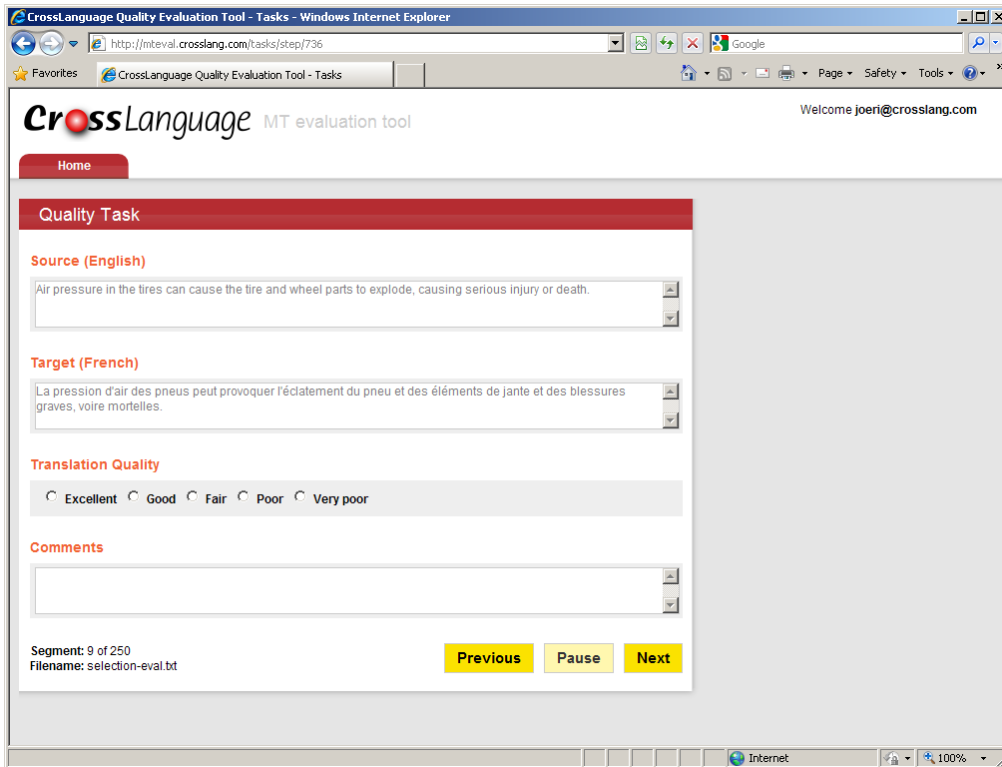 CrossLanguage Quality Evaluation Tool - Tasks - Windows Internet Explorer
http://mteval.crosslang.com/tasks/step/736
Google
Favorites
CrossLanguage Quality Evaluation Tool - Tasks
Page
Safety
Tools
»
CrossLanguage MT evaluation tool
Welcome joeri@crosslang.com
Home
Quality Task
Source (English)
Air pressure in the tires can cause the tire and wheel parts to explode, causing serious injury or death.
Target (French)
La pression d'air des pneus peut provoquer l'éclatement du pneu et des éléments de jante et des blessures
graves, voire mortelles.
Translation Quality
Excellent Good Fair Poor Very poor
Comments
Segment: 9 of 250
Filename: selection-eval.txt
Previous Pause Next
Internet
100%